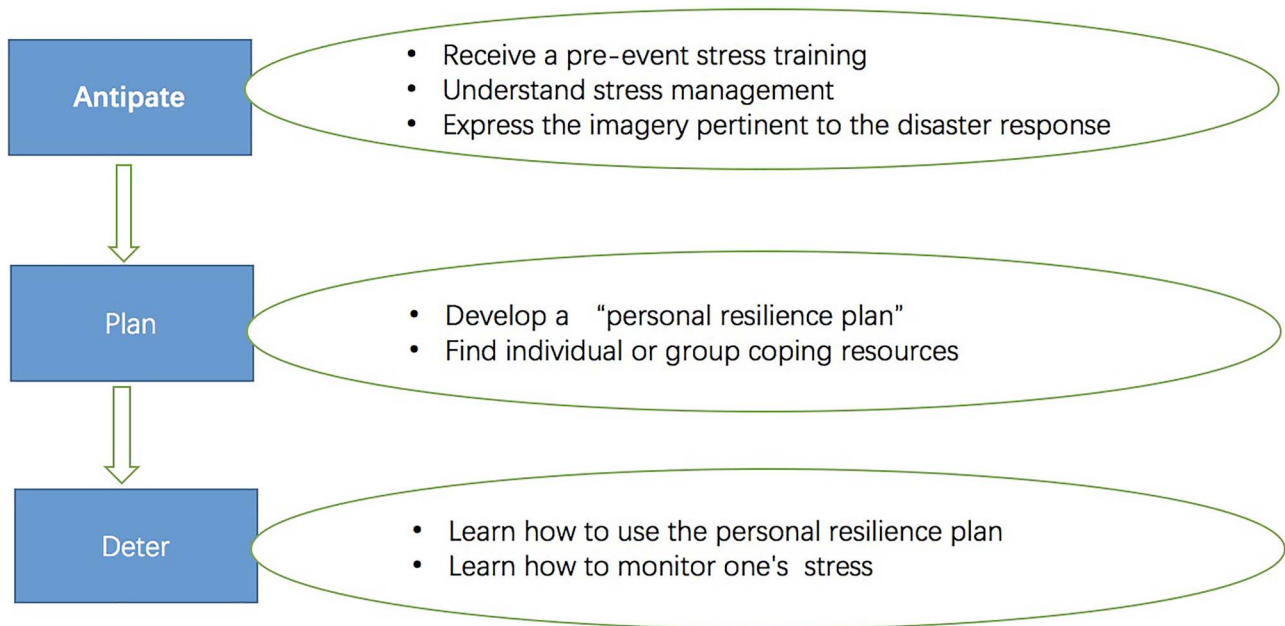 Antipate
• Receive a pre-event stress training
• Understand stress management
• Express the imagery pertinent to the disaster response
Plan
• Develop a “personal resilience plan”
• Find individual or group coping resources
Deter
• Learn how to use the personal resilience plan
• Learn how to monitor one's stress